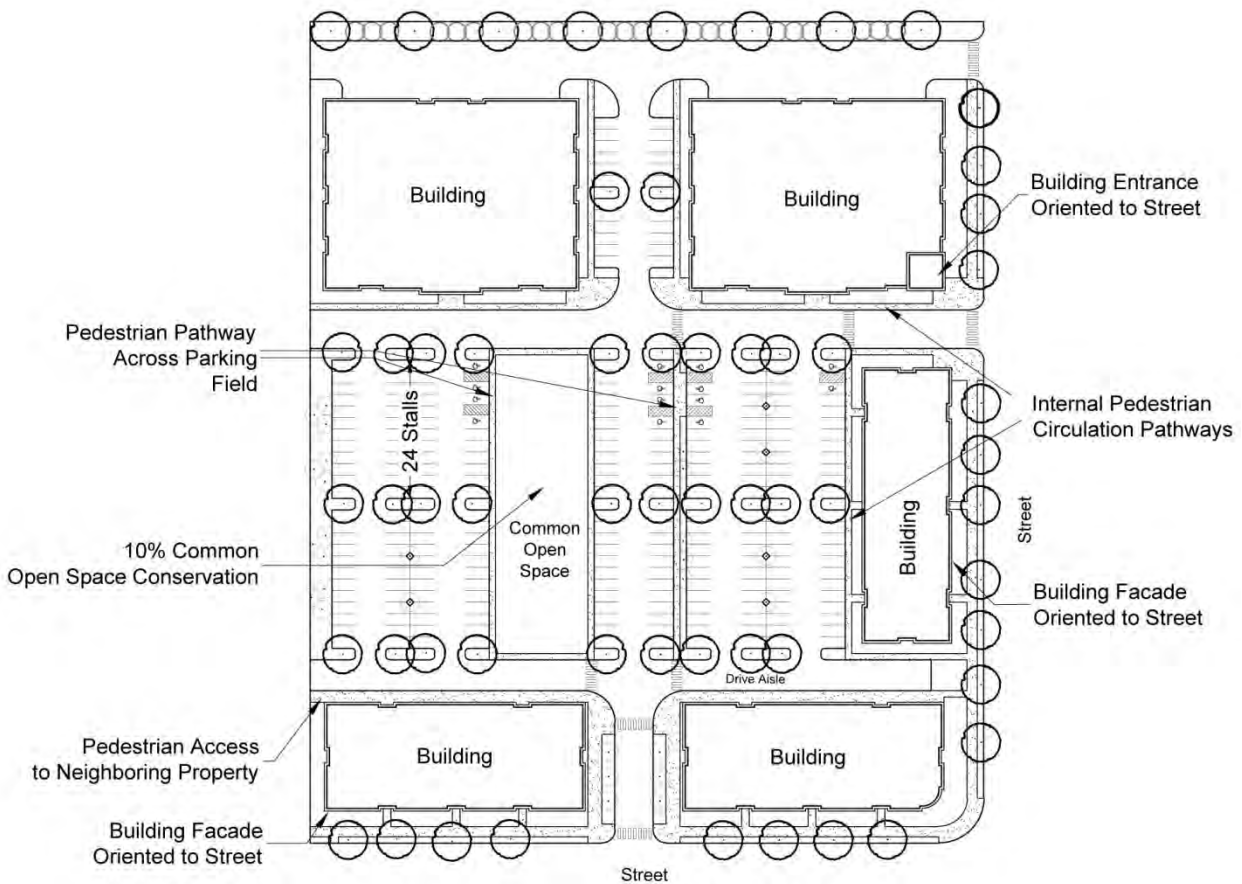 Building
Building
Building Entrance
Oriented to Street
Pedestrian Pathway
Across Parking
Field
24 Stalls
Internal Pedestrian
Circulation Pathways
10% Common
Open Space Conservation
Common
Open
Space
Building
Street
Building Facade
Oriented to Street
Drive Aisle
Pedestrian Access
to Neighboring Property
Building
Building
Building Facade
Oriented to Street
Street